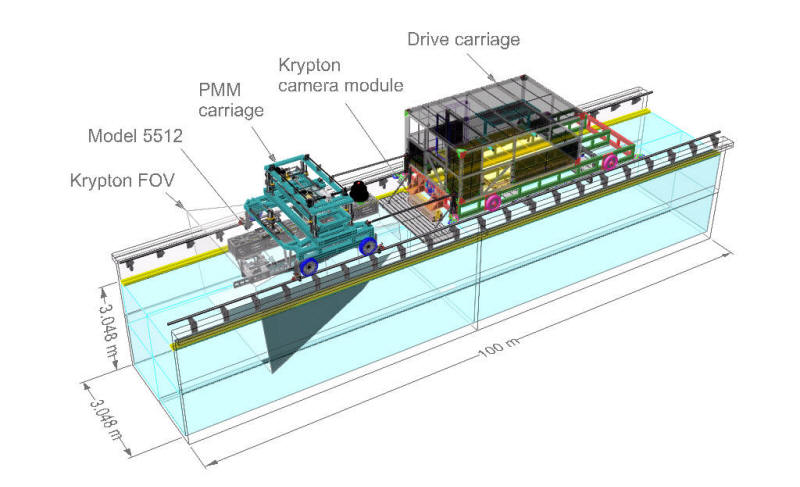 Drive carriage
Krypton
camera module
PMM
carriage
Model 5512
Krypton FOV
3.048 m
100 m
3.048 m